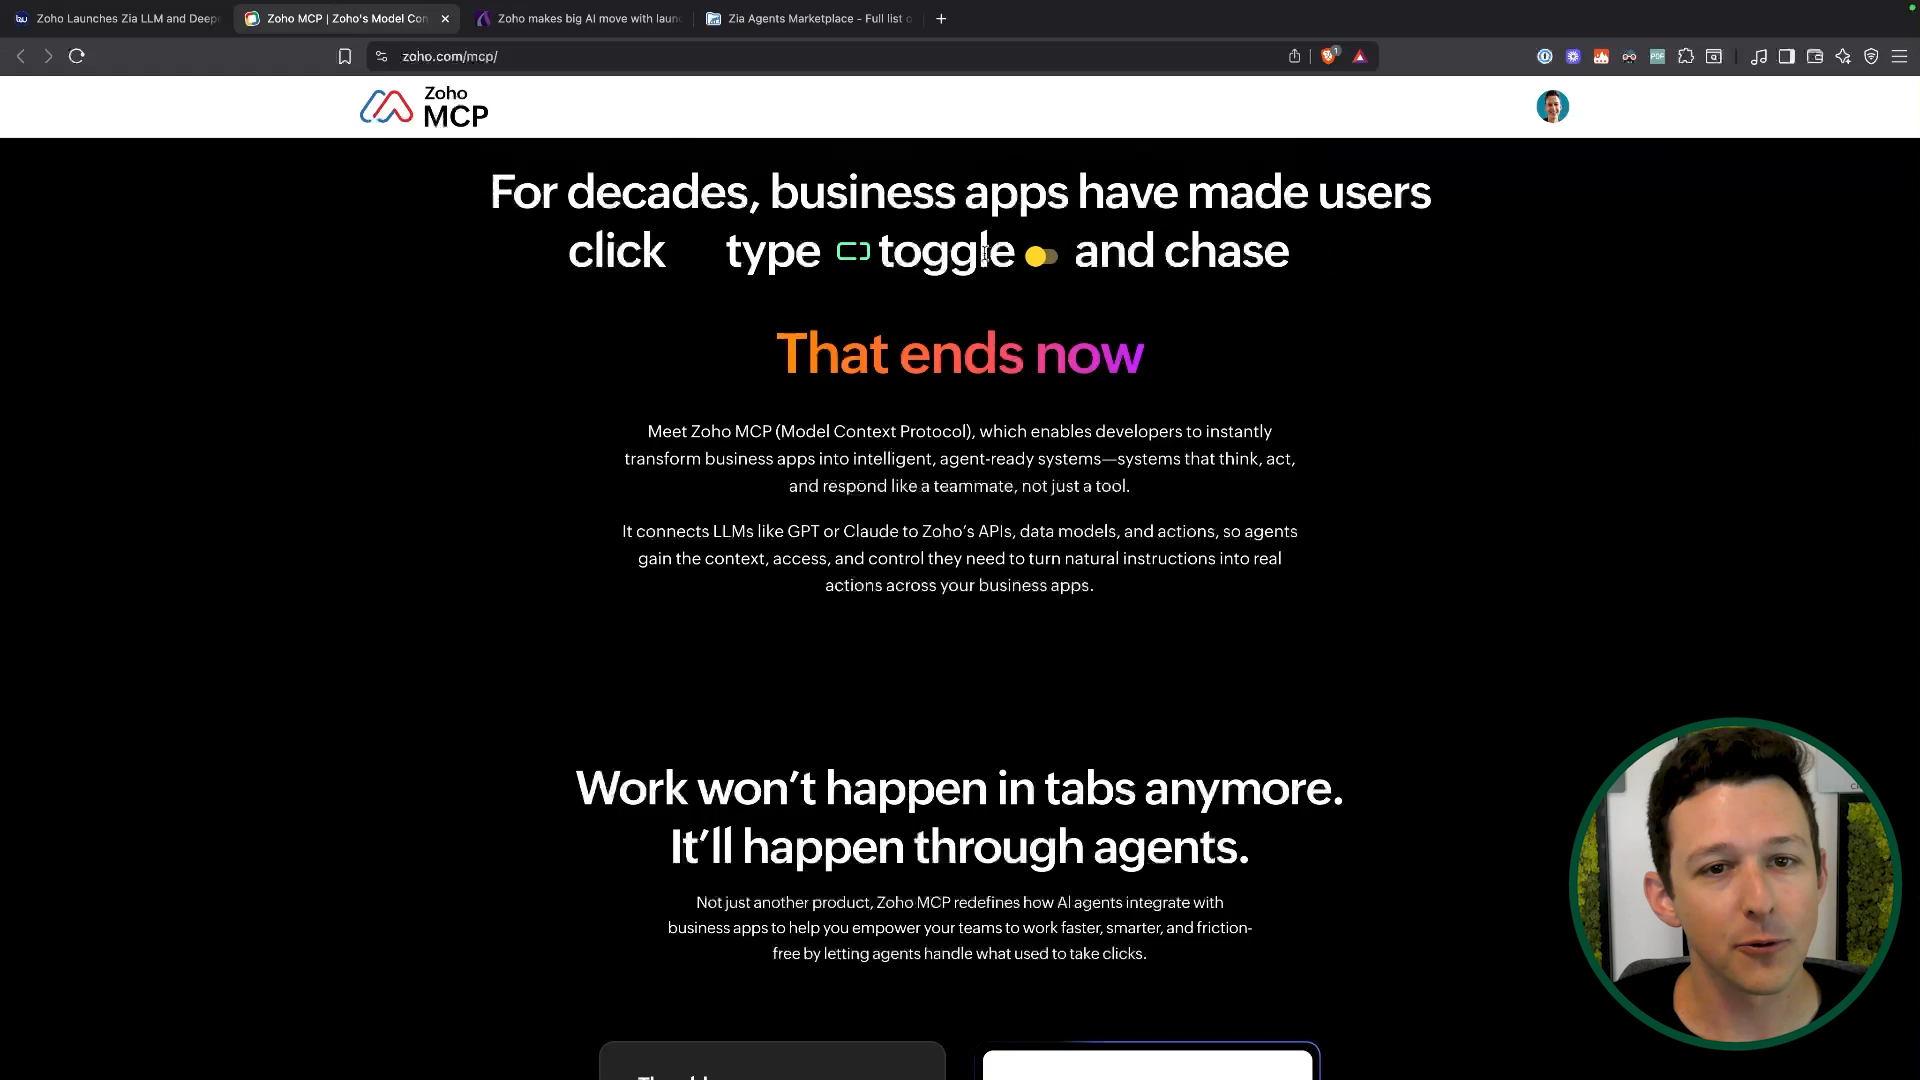 Zoho Launches Zia LLM and Deepe
Zoho MCP | Zoho's Model Con
Zoho makes big AI move with laun
Zia Agents Marketplace - Full list o
zoho.com/mcp/
1
PDF
Zoho
MCP
For decades, business apps have made users
click type toggle and chase
That ends now
Meet Zoho MCP (Model Context Protocol), which enables developers to instantly
transform business apps into intelligent, agent-ready systems—systems that think, act,
and respond like a teammate, not just a tool.
It connects LLMs like GPT or Claude to Zoho’s APIs, data models, and actions, so agents
gain the context, access, and control they need to turn natural instructions into real
actions across your business apps.
Work won’t happen in tabs anymore.
It’ll happen through agents.
Not just another product, Zoho MCP redefines how AI agents integrate with
business apps to help you empower your teams to work faster, smarter, and friction-
free by letting agents handle what used to take clicks.